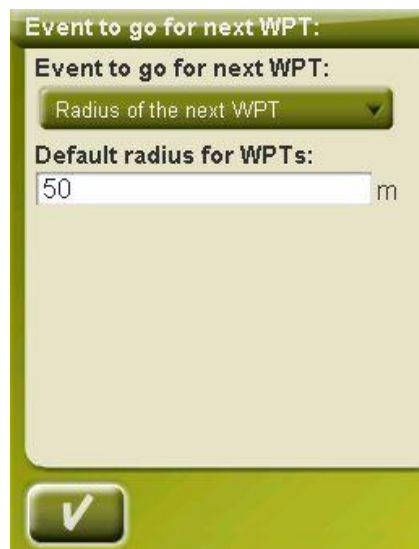 Event to go for next WPT:
Event to go for next WPT:
Radius of the next WPT
Default radius for WPTs:
50 m